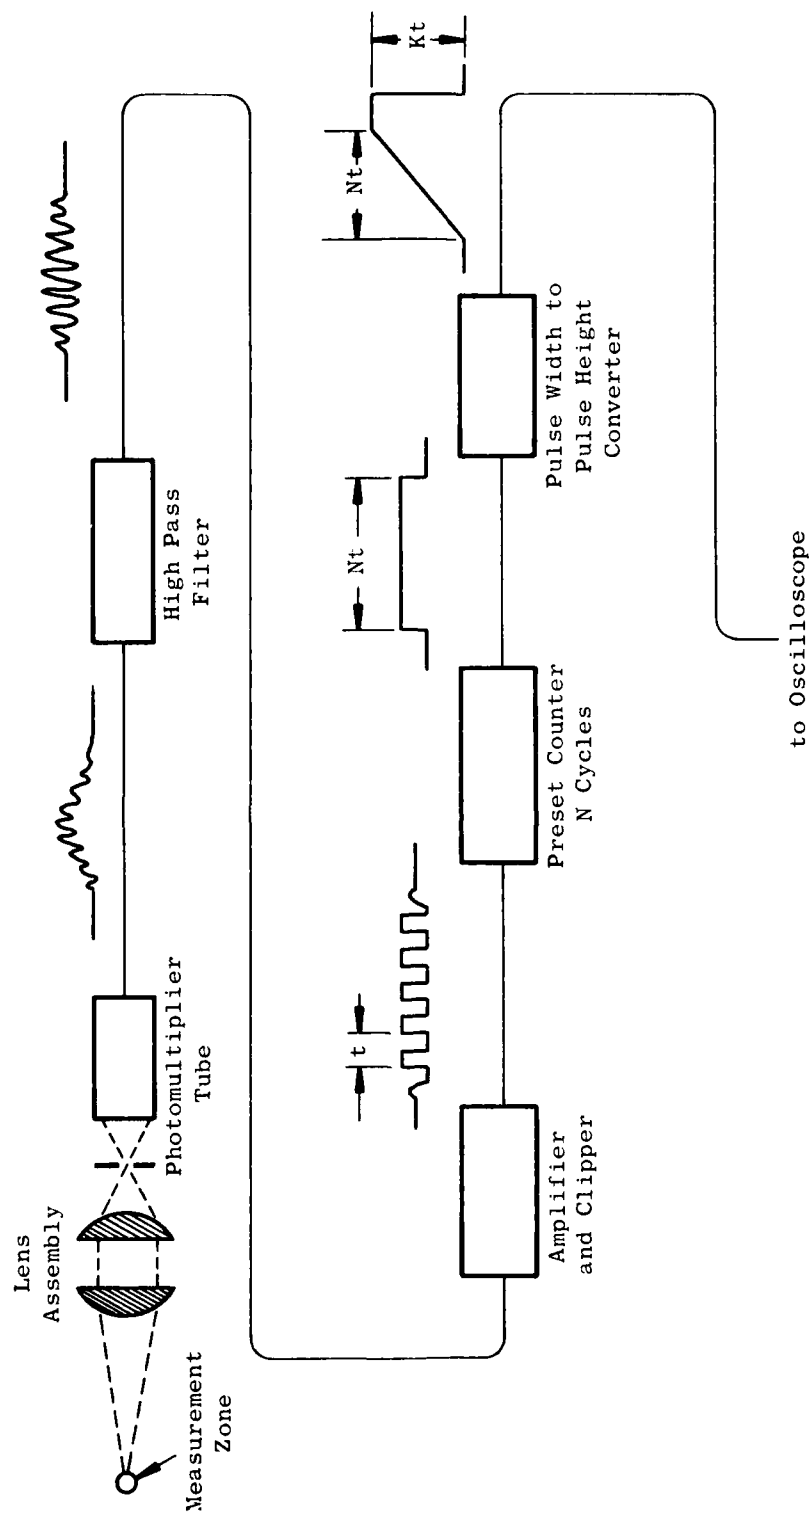 Lens
Assembly
Measurement
Zone
Photomultiplier
Tube
High Pass
Filter
t
Amplifier
and Clipper
Nt
Preset Counter
N Cycles
Nt
Kt
Pulse Width to
Pulse Height
Converter
to Oscilloscope